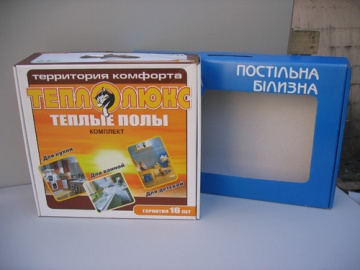 территория комфорта
ТЕПЛОЛЮКС
ТЕПЛЫЕ ПОЛЫ
КОМПЛЕКТ
Для кухни
Для ванной
Для детской
ГАРАНТИЯ 16 ЛЕТ
ПОСТІЛЬНА
БІЛИЗНА